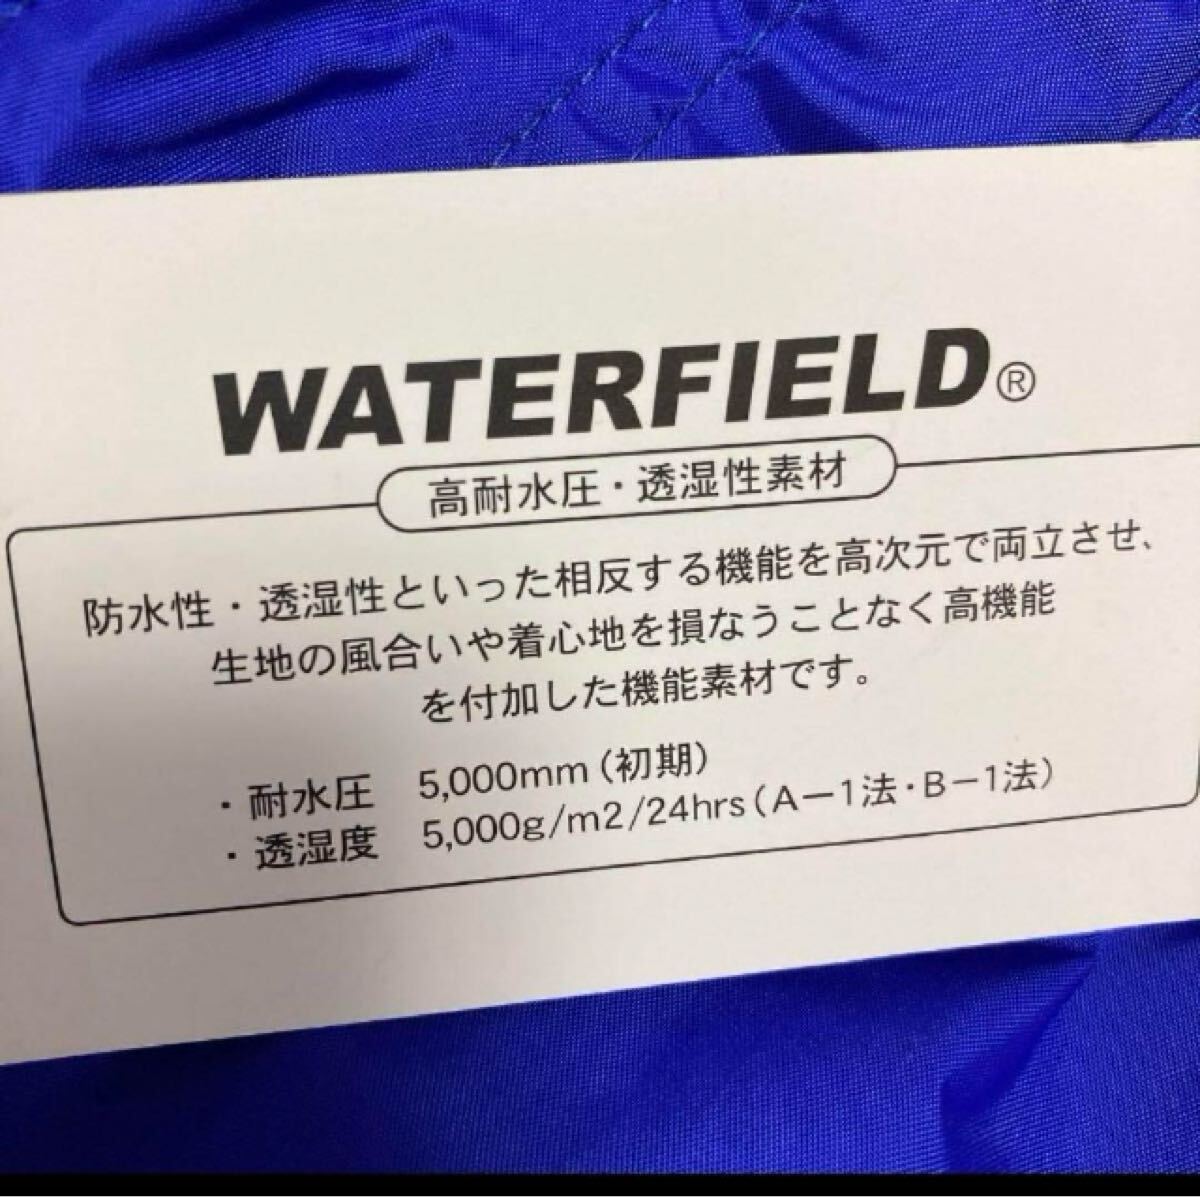 WATERFIELD®
高耐水圧・透湿性素材
防水性・透湿性といった相反する機能を高次元で両立させ、
生地の風合いや着心地を損なうことなく高機能
を付加した機能素材です。
・耐水圧 5,000mm(初期)
・透湿度 5,000g/m2/24hrs(A－1法・B－1法)